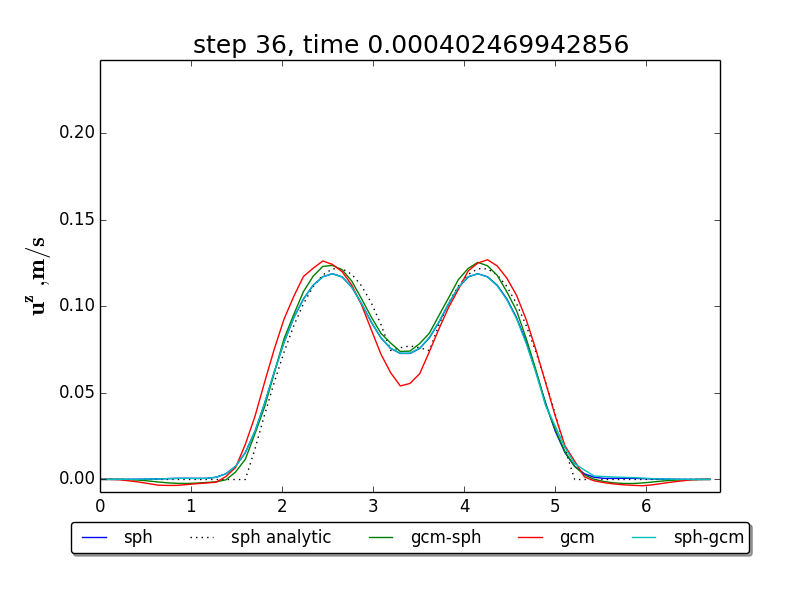 step 36, time 0.000402469942856
0.20
0.15
0.10
0.05
0.00
u^z ,m/s
0 1 2 3 4 5 6
sph sph analytic gcm-sph gcm sph-gcm